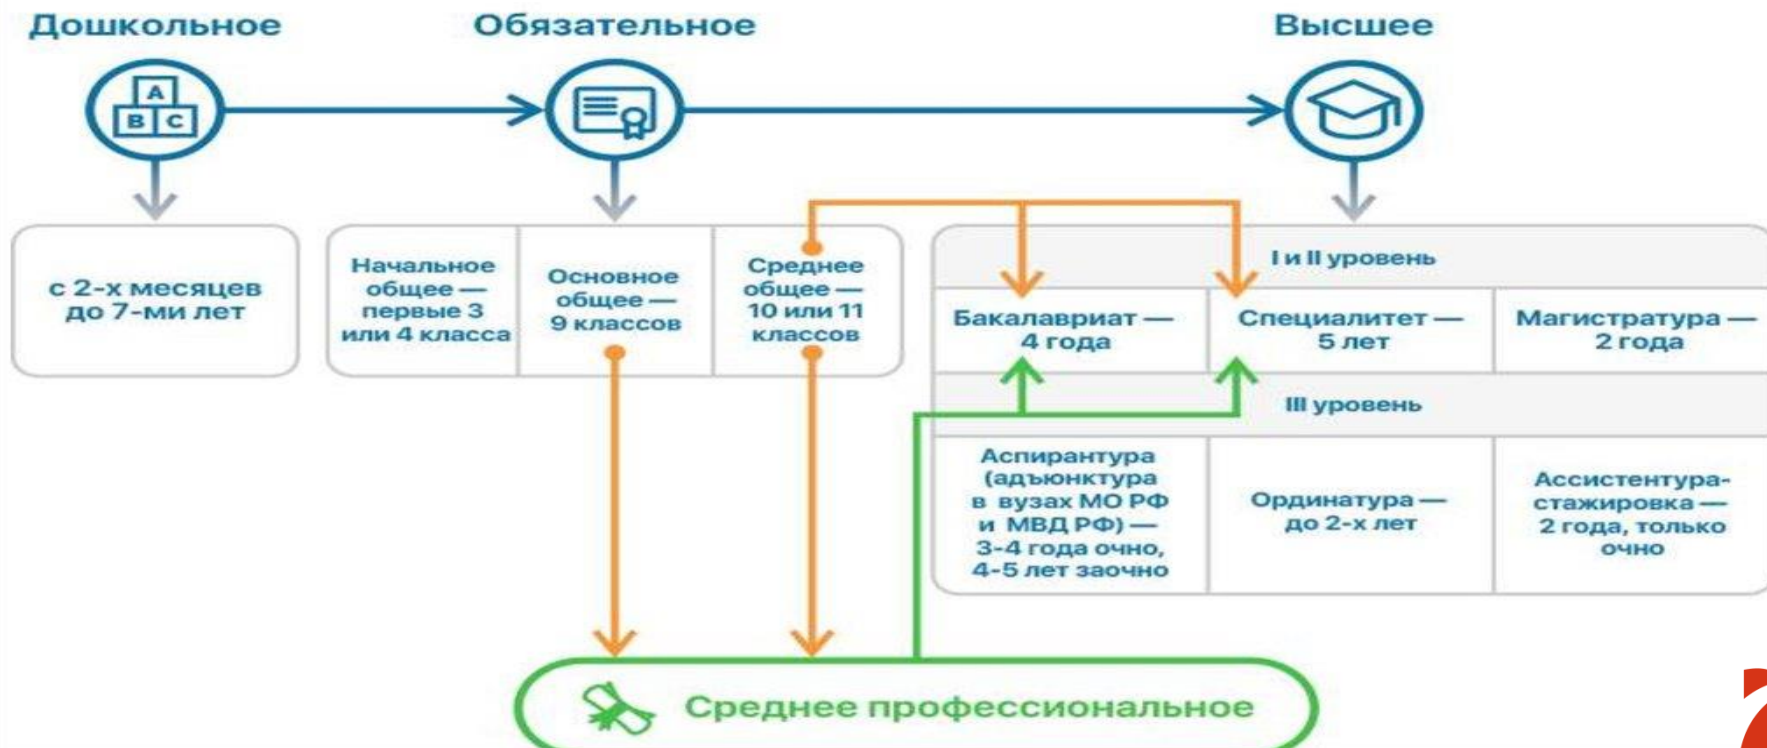 Дошкольное
Обязательное
Высшее
A
B C
с 2-х месяцев
до 7-ми лет
Начальное
общее —
первые 3
или 4 класса
Основное
общее —
9 классов
Среднее
общее —
10 или 11
классов
I и II уровень
Бакалавриат —
4 года
Специалитет —
5 лет
Магистратура —
2 года
III уровень
Аспирантура
(адъюнктура
в вузах МО РФ
и МВД РФ) —
3-4 года очно,
4-5 лет заочно
Ординатура —
до 2-х лет
Ассистентура-
стажировка —
2 года, только
очно
Среднее профессиональное